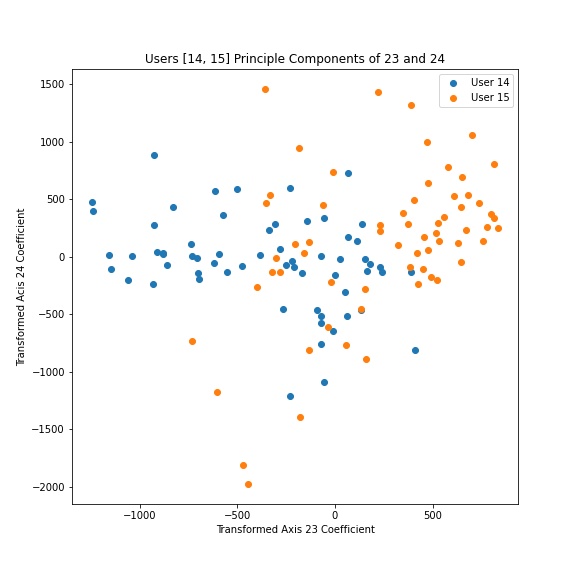 Users [14, 15] Principle Components of 23 and 24
User 14
User 15
1500
1000
500
0
−500
−1000
−1500
−2000
Transformed Acis 24 Coefficient
−1000
−500
0
500
Transformed Axis 23 Coefficient